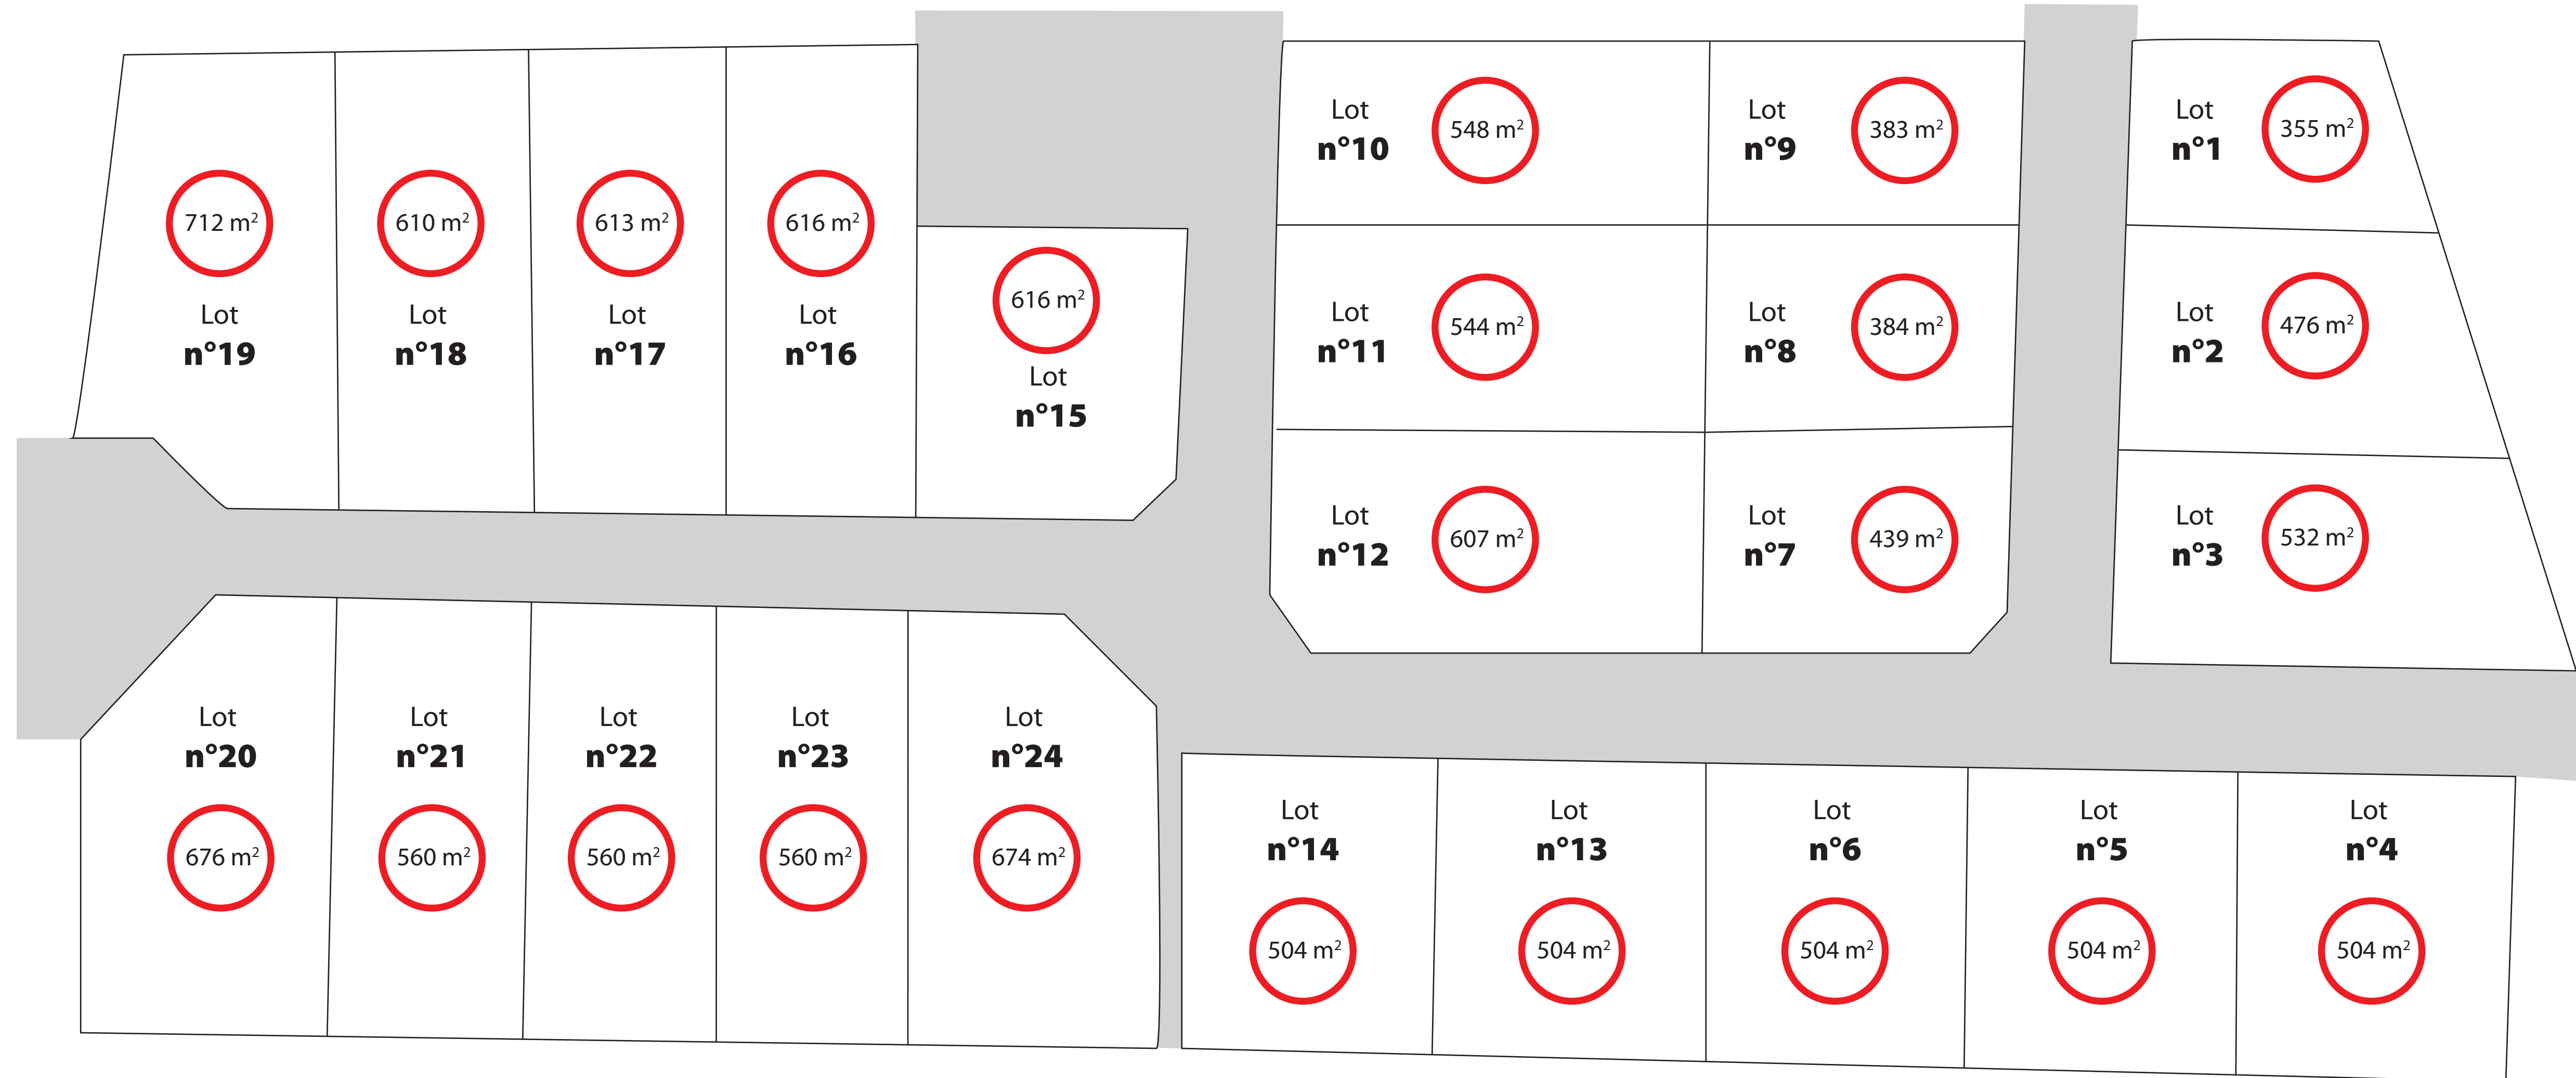 712 m²
Lot
n°19
610 m²
Lot
n°18
613 m²
Lot
n°17
616 m²
Lot
n°16
616 m²
Lot
n°15
Lot
n°10
548 m²
Lot
n°9
383 m²
Lot
n°1
355 m²
Lot
n°11
544 m²
Lot
n°8
384 m²
Lot
n°2
476 m²
Lot
n°12
607 m²
Lot
n°7
439 m²
Lot
n°3
532 m²
Lot
n°20
676 m²
Lot
n°21
560 m²
Lot
n°22
560 m²
Lot
n°23
560 m²
Lot
n°24
674 m²
Lot
n°14
504 m²
Lot
n°13
504 m²
Lot
n°6
504 m²
Lot
n°5
504 m²
Lot
n°4
504 m²